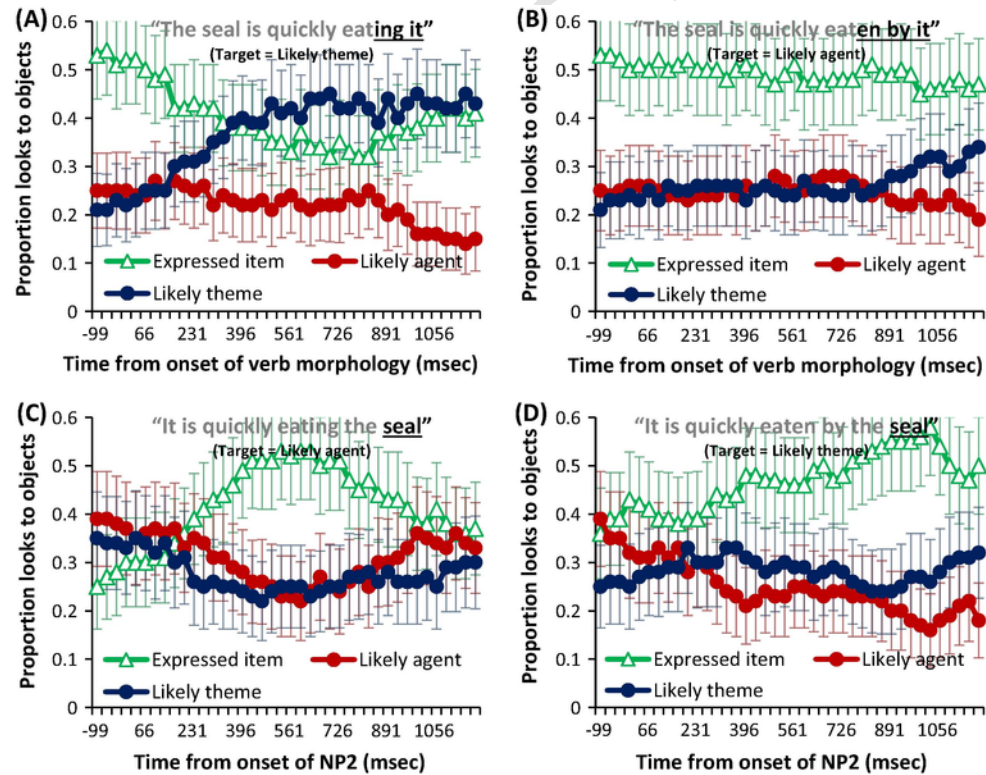 (A) "The seal is quickly eating it"
(Target = Likely theme)
Proportion looks to objects
0.6
0.5
0.4
0.3
0.2
0.1
0
Expressed item
Likely agent
Likely theme
-99 66 231 396 561 726 891 1056
Time from onset of verb morphology (msec)
(B) "The seal is quickly eaten by it"
(Target = Likely agent)
Proportion looks to objects
0.6
0.5
0.4
0.3
0.2
0.1
0
Expressed item
Likely agent
Likely theme
-99 66 231 396 561 726 891 1056
Time from onset of verb morphology (msec)
(C) "It is quickly eating the seal"
(Target = Likely agent)
Proportion looks to objects
0.6
0.5
0.4
0.3
0.2
0.1
0
Expressed item
Likely agent
Likely theme
-99 66 231 396 561 726 891 1056
Time from onset of NP2 (msec)
(D) "It is quickly eaten by the seal"
(Target = Likely theme)
Proportion looks to objects
0.6
0.5
0.4
0.3
0.2
0.1
0
Expressed item
Likely agent
Likely theme
-99 66 231 396 561 726 891 1056
Time from onset of NP2 (msec)